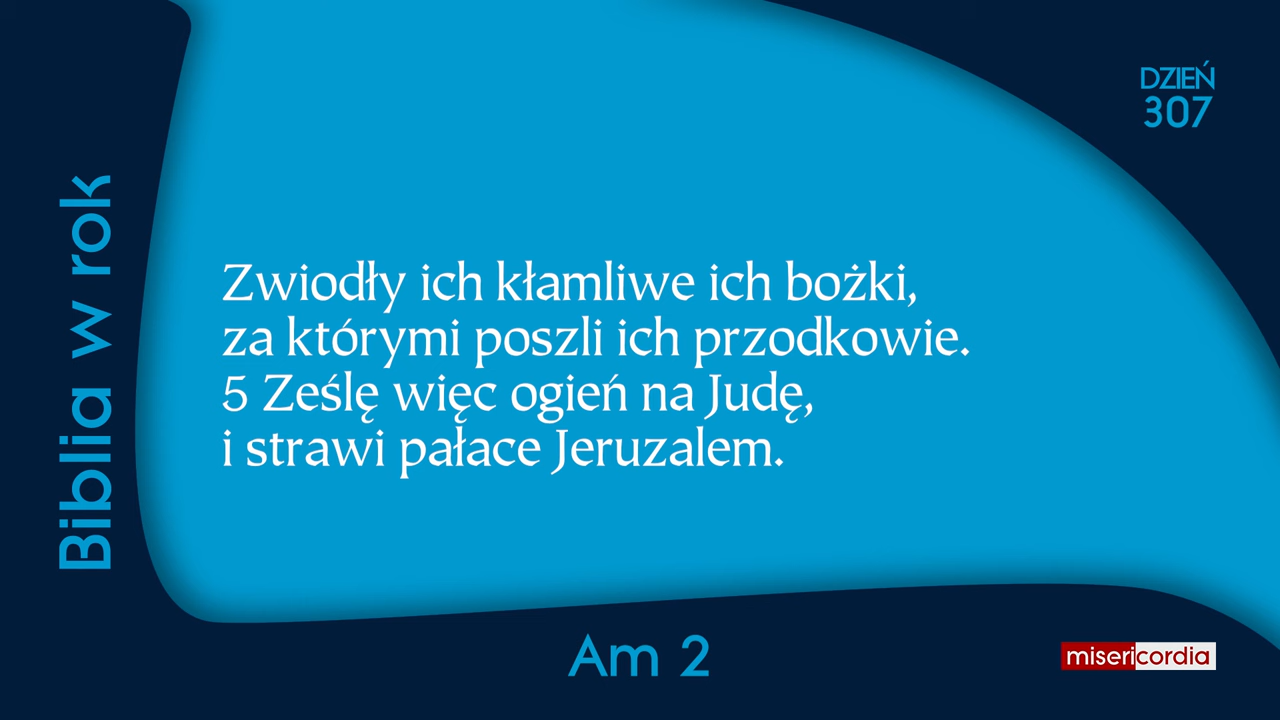 DZIEŃ
307
Biblia w rok
Zwiodły ich kłamliwe ich bożki,
za którymi poszli ich przodkowie.
5 Ześlę więc ogień na Judę,
i strawi pałace Jeruzalem.
Am 2
misericordia